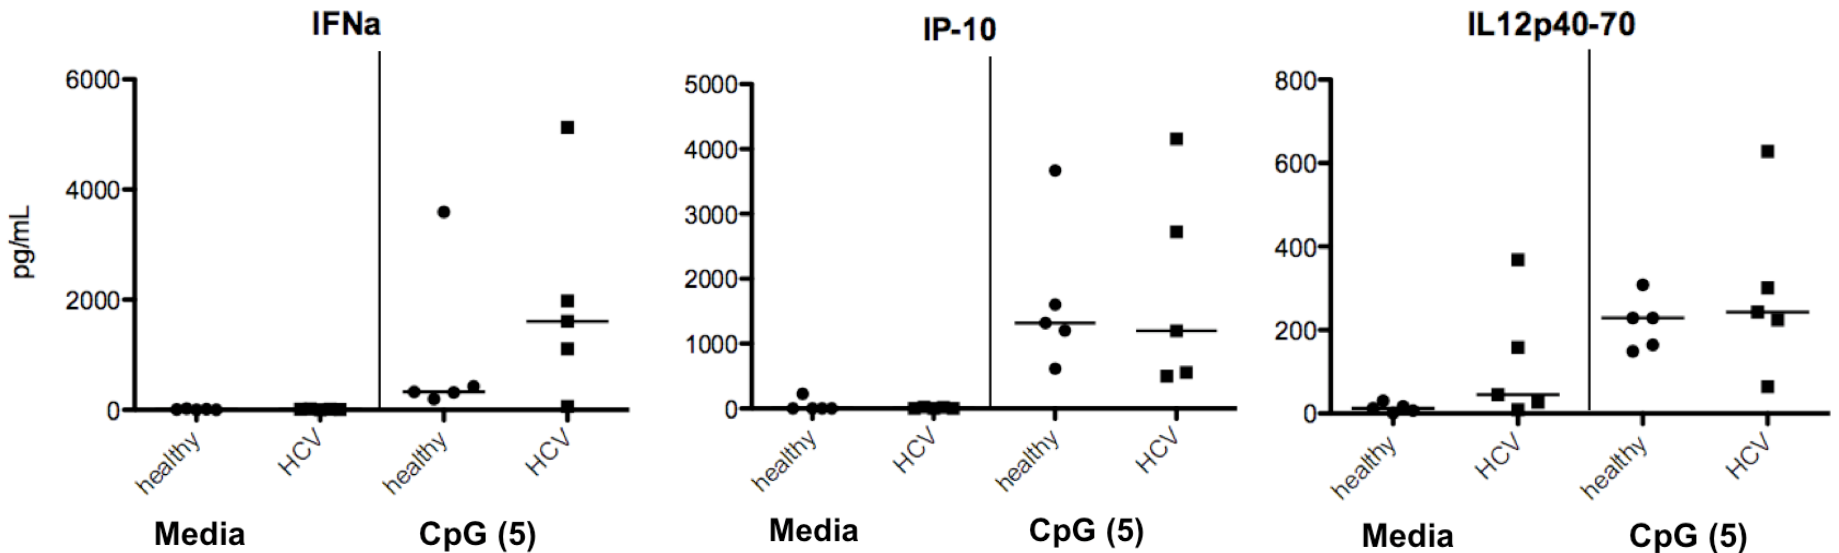 IFNa
pg/mL
6000
4000
2000
0
healthy
HCV
healthy
HCV
Media
CpG (5)
IP-10
5000
4000
3000
2000
1000
0
healthy
HCV
healthy
HCV
Media
CpG (5)
IL12p40-70
800
600
400
200
0
healthy
HCV
healthy
HCV
Media
CpG (5)